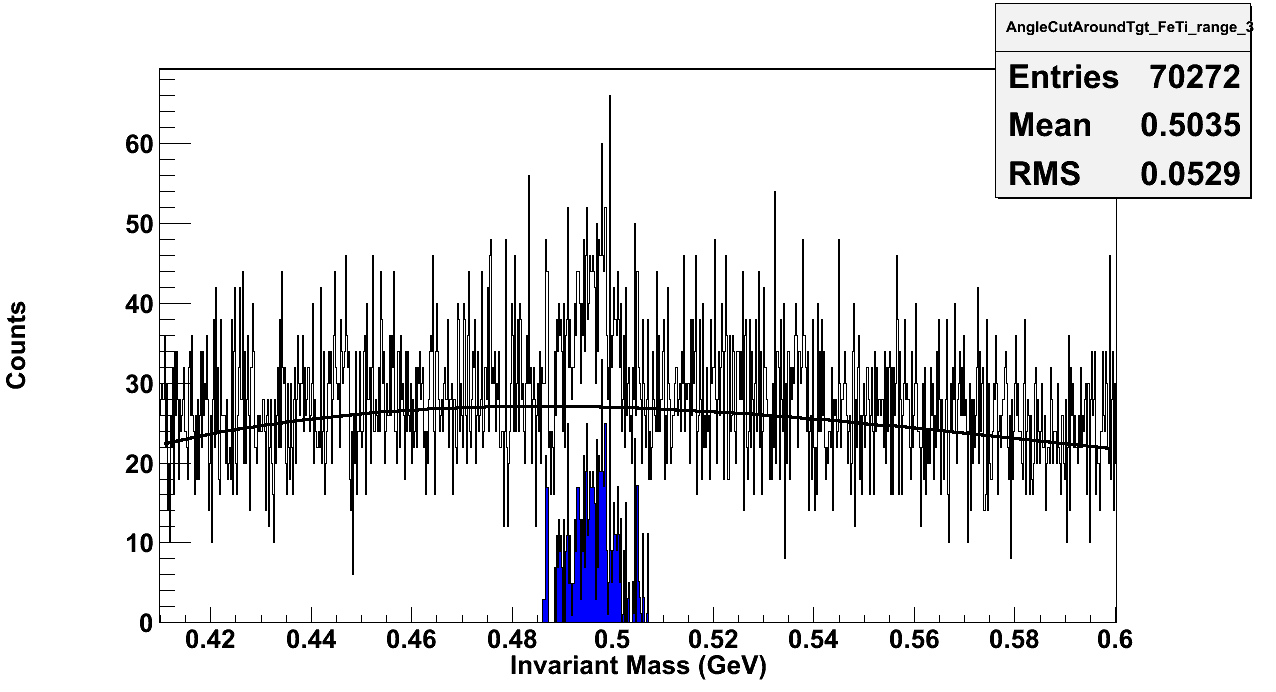 AngleCutAroundTgt_FeTi_range_3
Entries 70272
Mean 0.5035
RMS 0.0529
Counts
60
50
40
30
20
10
0
0.42 0.44 0.46 0.48 0.5 0.52 0.54 0.56 0.58 0.6
Invariant Mass (GeV)